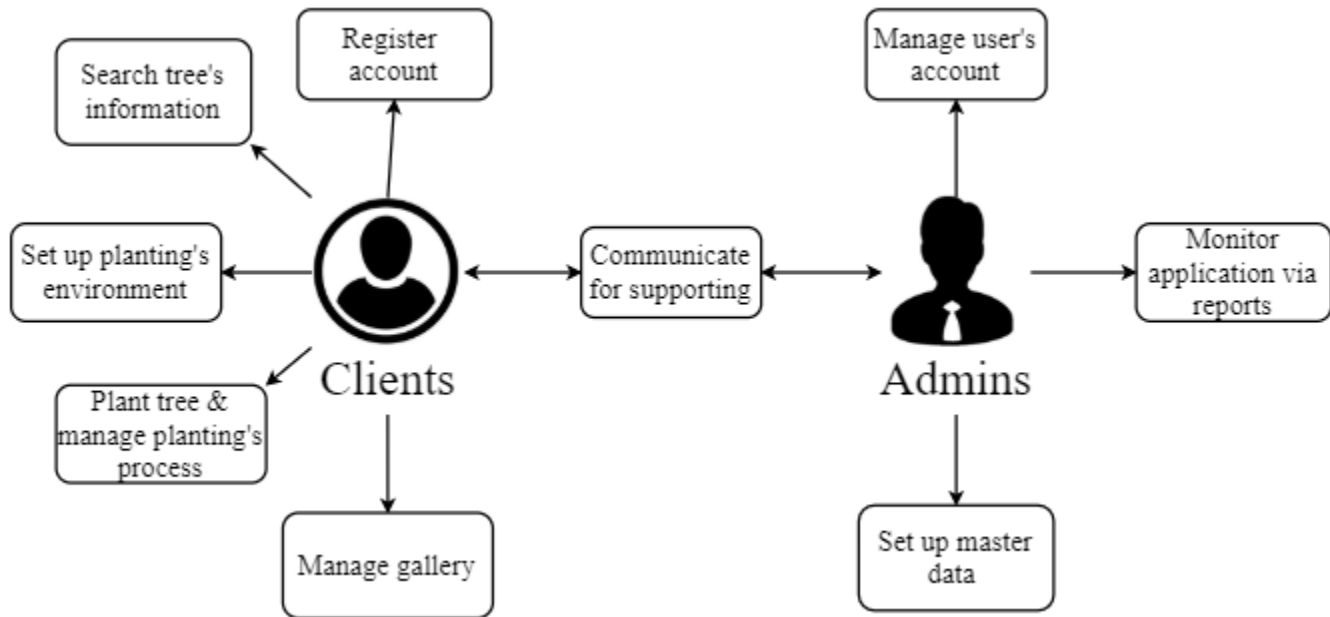 Register
account
Manage user's
account
Search tree's
information
Set up planting's
environment
Communicate
for supporting
Monitor
application via
reports
Clients
Admins
Plant tree &
manage planting's
process
Manage gallery
Set up master
data